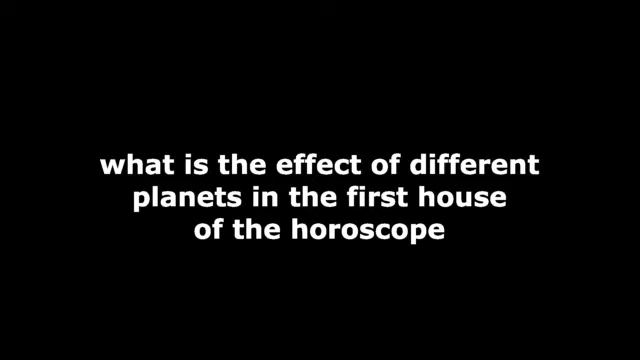 what is the effect of different
planets in the first house
of the horoscope